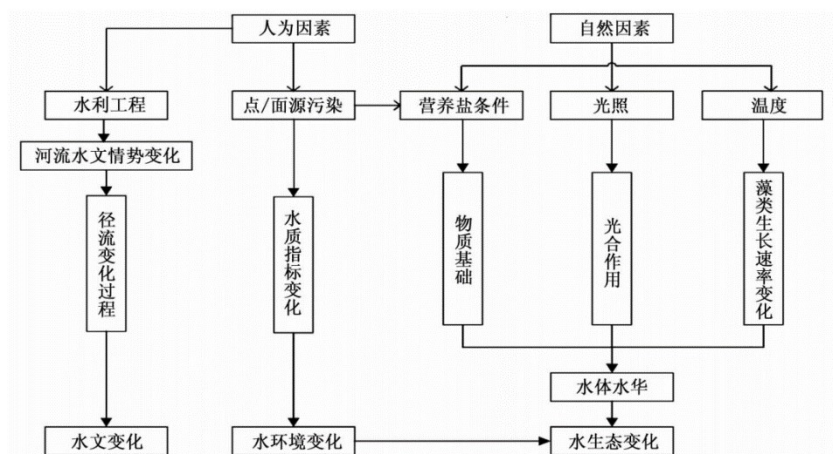 人为因素
自然因素
水利工程
点/面源污染
营养盐条件
光照
温度
河流水文情势变化
径流变化过程
水质指标变化
物质基础
光合作用
藻类生长速率变化
水体水华
水文变化
水环境变化
水生态变化